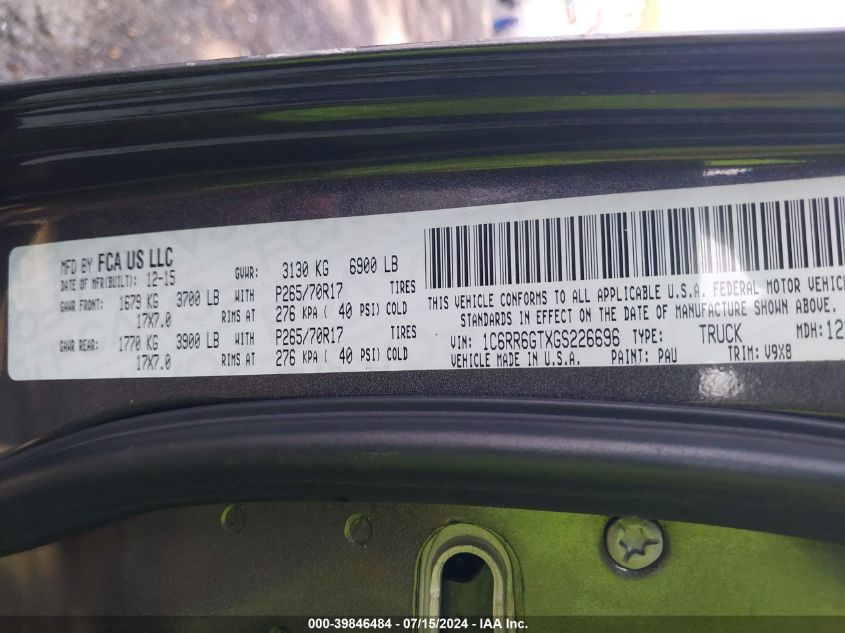 MFD BY FCA US LLC
DATE OF MFR(BUILT): 12-15 GVWR: 3130 KG 6900 LB
GAWR FRONT: 1679 KG 3700 LB WITH P265/70R17 TIRES
17X7.0 RIMS AT 276 KPA ( 40 PSI) COLD
GAWR REAR: 1770 KG 3900 LB WITH P265/70R17 TIRES
17X7.0 RIMS AT 276 KPA ( 40 PSI) COLD
THIS VEHICLE CONFORMS TO ALL APPLICABLE U.S.A. FEDERAL MOTOR VEHIC
STANDARDS IN EFFECT ON THE DATE OF MANUFACTURE SHOWN ABOVE.
VIN: 1C6RR6GTXGS226696 TYPE: TRUCK MDH: 12
VEHICLE MADE IN U.S.A. PAINT: PAU TRIM: V9X8
000-39846484 - 07/15/2024 - IAA Inc.